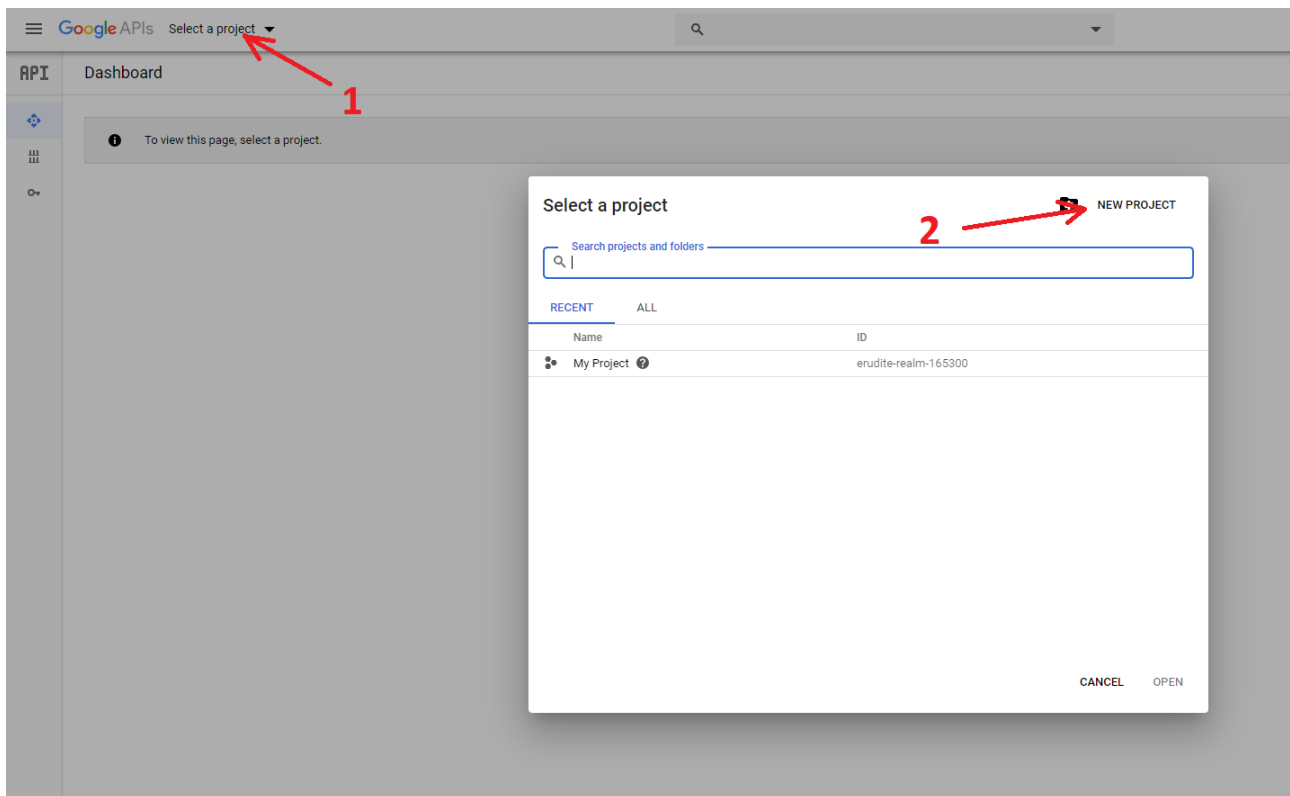 Google APIs Select a project
API Dashboard
1
To view this page, select a project.
Select a project
NEW PROJECT
2
Search projects and folders
RECENT ALL
Name ID
My Project erudite-realm-165300
CANCEL OPEN